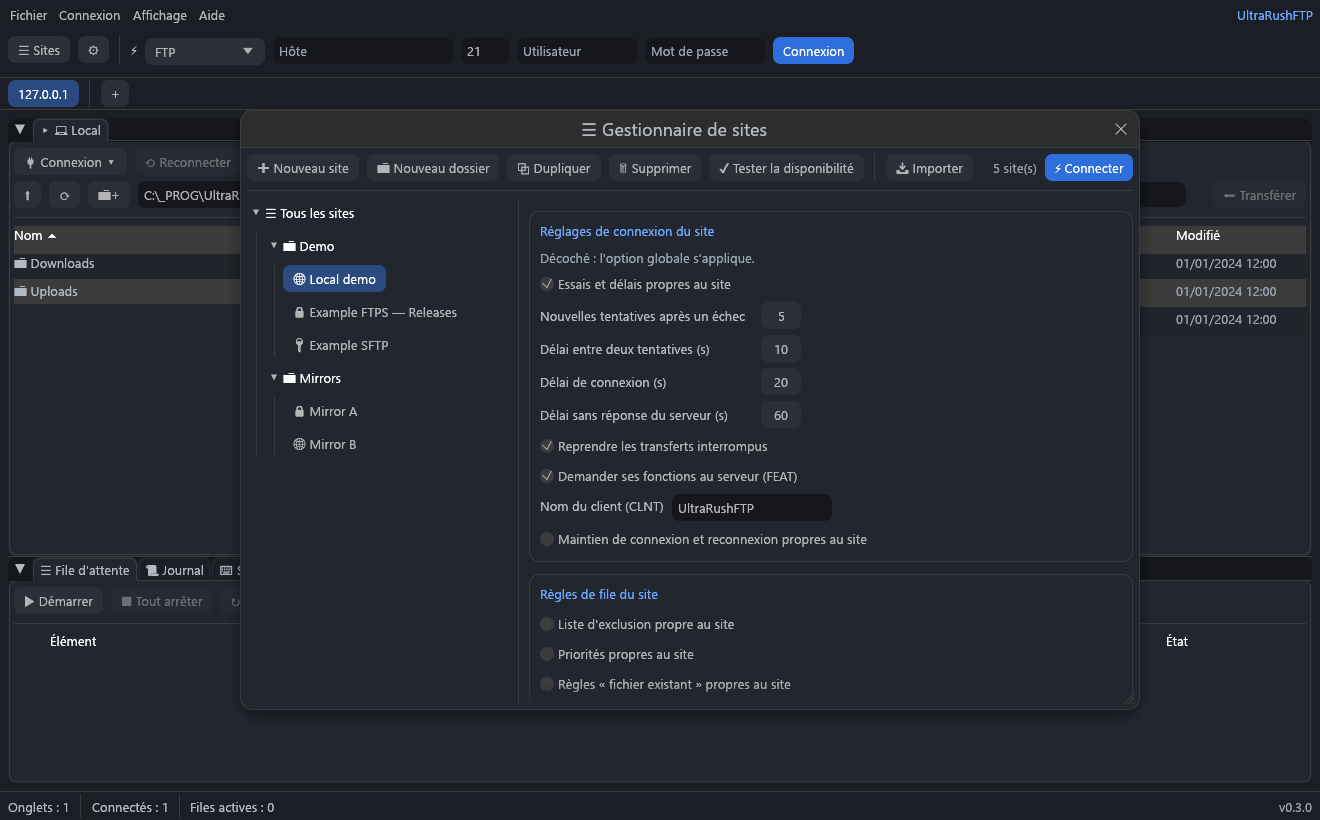 Fichier Connexion Affichage Aide UltraRushFTP
Sites FTP Hôte 21 Utilisateur Mot de passe Connexion
127.0.0.1 +
Local
Gestionnaire de sites
Connexion Reconnecter
Nouveau site Nouveau dossier Dupliquer Supprimer Tester la disponibilité Importer 5 site(s) Connecter
C:\_PROG\UltraR
Transférer
Nom
Modifié
Downloads 01/01/2024 12:00
Uploads 01/01/2024 12:00
01/01/2024 12:00
Tous les sites
Demo
Local demo
Example FTPS — Releases
Example SFTP
Mirrors
Mirror A
Mirror B
Réglages de connexion du site
Décoché : l'option globale s'applique.
Essais et délais propres au site
Nouvelles tentatives après un échec 5
Délai entre deux tentatives (s) 10
Délai de connexion (s) 20
Délai sans réponse du serveur (s) 60
Reprendre les transferts interrompus
Demander ses fonctions au serveur (FEAT)
Nom du client (CLNT) UltraRushFTP
Maintien de connexion et reconnexion propres au site
Règles de file du site
Liste d'exclusion propre au site
Priorités propres au site
Règles « fichier existant » propres au site
File d'attente Journal
Démarrer Tout arrêter
Élément État
Onglets : 1 Connectés : 1 Files actives : 0 v0.3.0